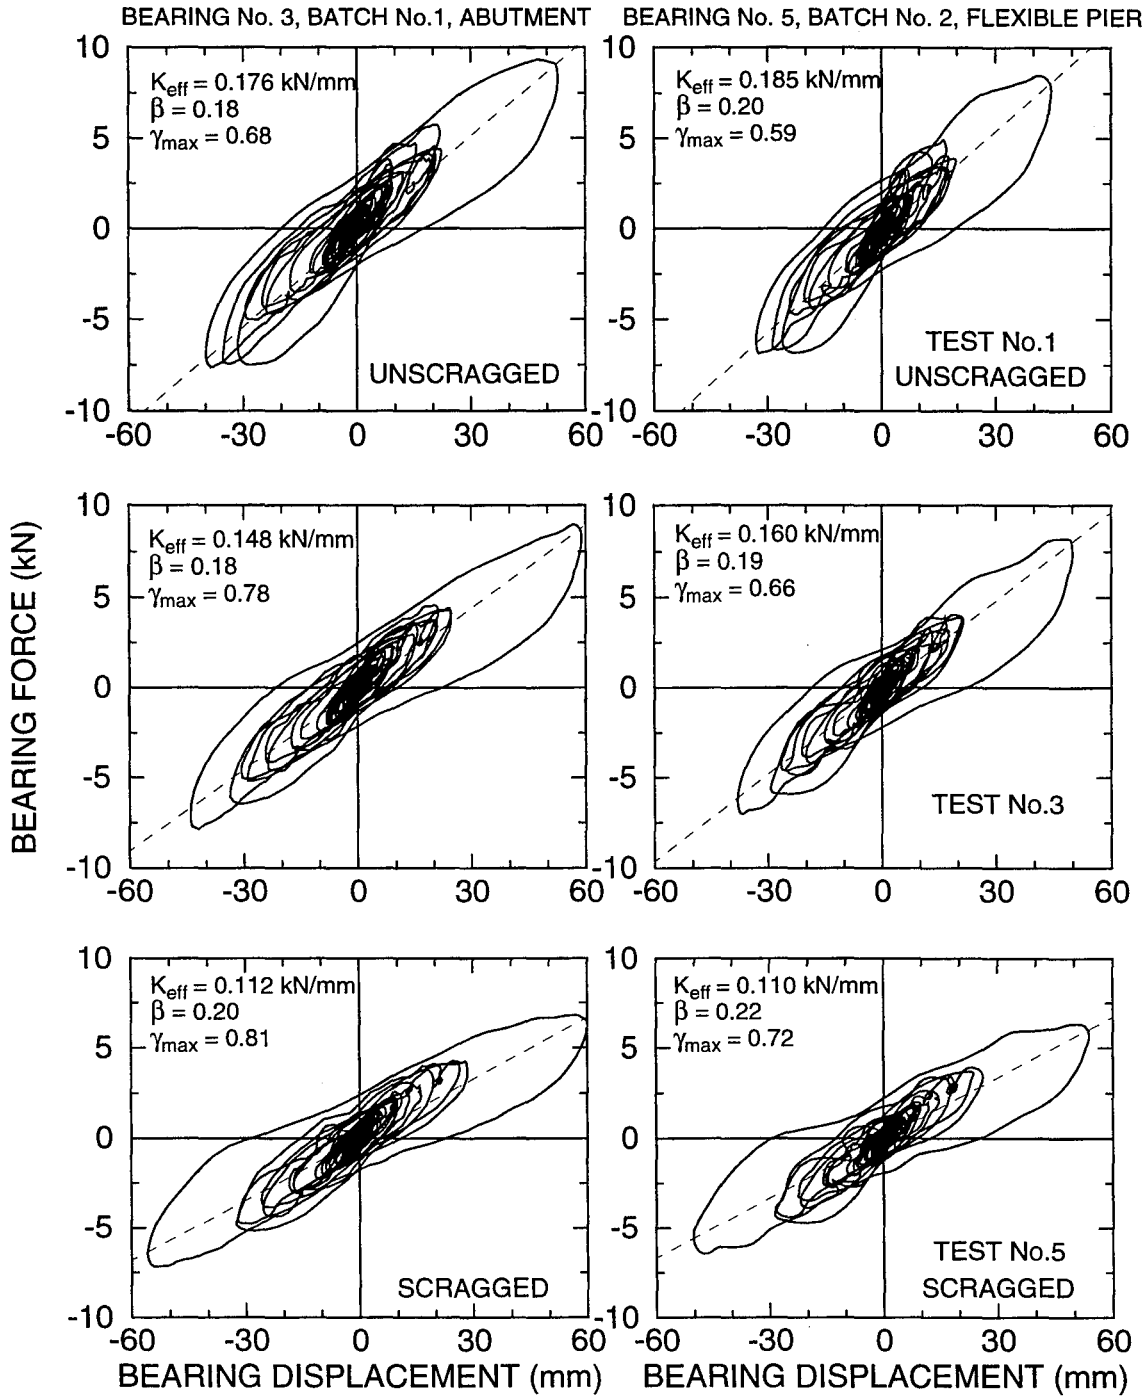 BEARING No. 3, BATCH No.1, ABUTMENT
BEARING No. 5, BATCH No. 2, FLEXIBLE PIER
10
5
0
-5
-10
K_eff = 0.176 kN/mm
β = 0.18
γ_max = 0.68
UNSCRAGGED
-60 -30 0 30 60
K_eff = 0.185 kN/mm
β = 0.20
γ_max = 0.59
TEST No.1
UNSCRAGGED
10
5
0
-5
-10
-60 -30 0 30 60
BEARING FORCE (kN)
10
5
0
-5
-10
K_eff = 0.148 kN/mm
β = 0.18
γ_max = 0.78
-60 -30 0 30 60
10
5
0
-5
-10
K_eff = 0.160 kN/mm
β = 0.19
γ_max = 0.66
TEST No.3
-60 -30 0 30 60
10
5
0
-5
-10
K_eff = 0.112 kN/mm
β = 0.20
γ_max = 0.81
SCRAGGED
-60 -30 0 30 60
BEARING DISPLACEMENT (mm)
10
5
0
-5
-10
K_eff = 0.110 kN/mm
β = 0.22
γ_max = 0.72
TEST No.5
SCRAGGED
-60 -30 0 30 60
BEARING DISPLACEMENT (mm)